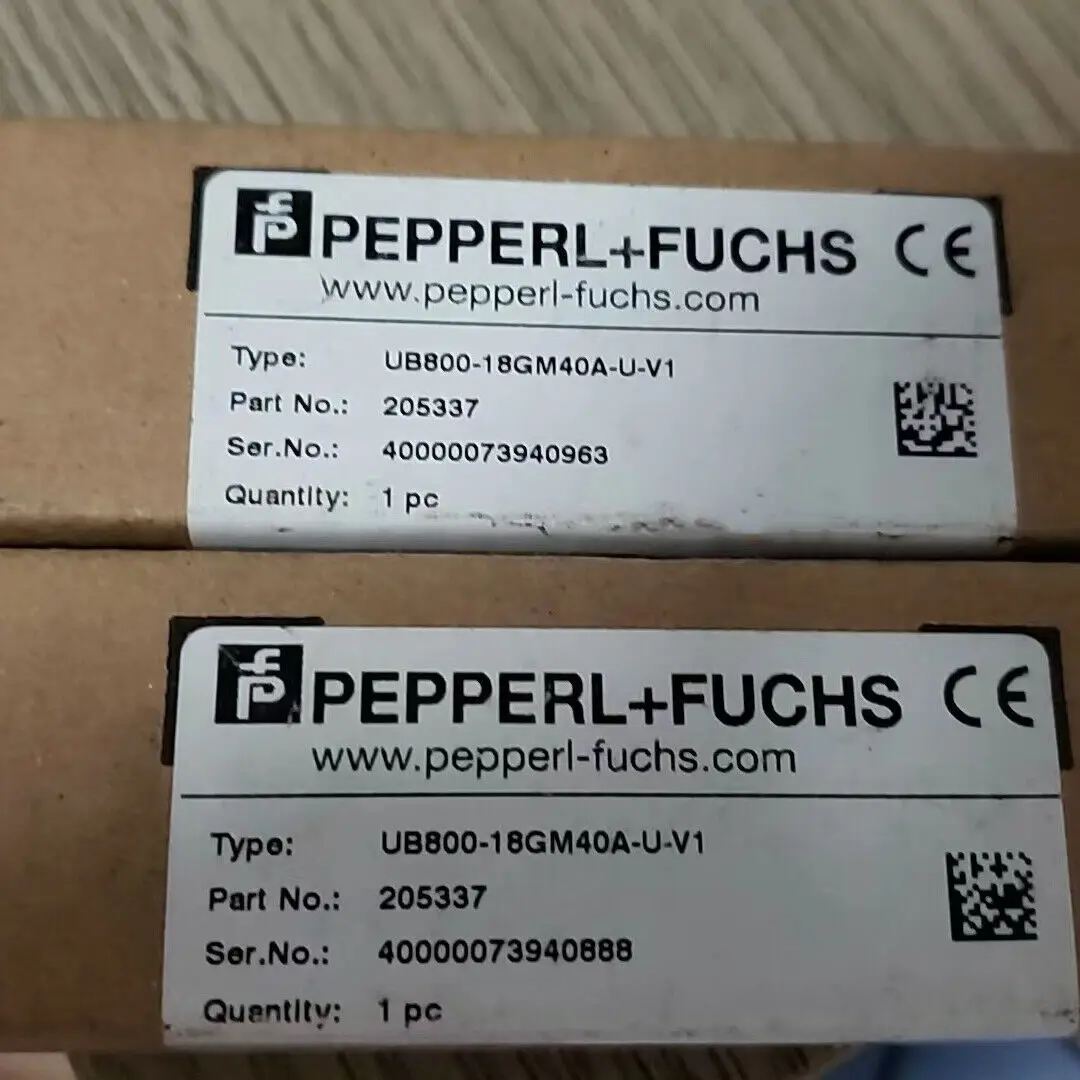 PEPPERL+FUCHS CE
www.pepperl-fuchs.com
Type: UB800-18GM40A-U-V1
Part No.: 205337
Ser.No.: 40000073940963
Quantity: 1 pc
PEPPERL+FUCHS CE
www.pepperl-fuchs.com
Type: UB800-18GM40A-U-V1
Part No.: 205337
Ser.No.: 40000073940888
Quantity: 1 pc